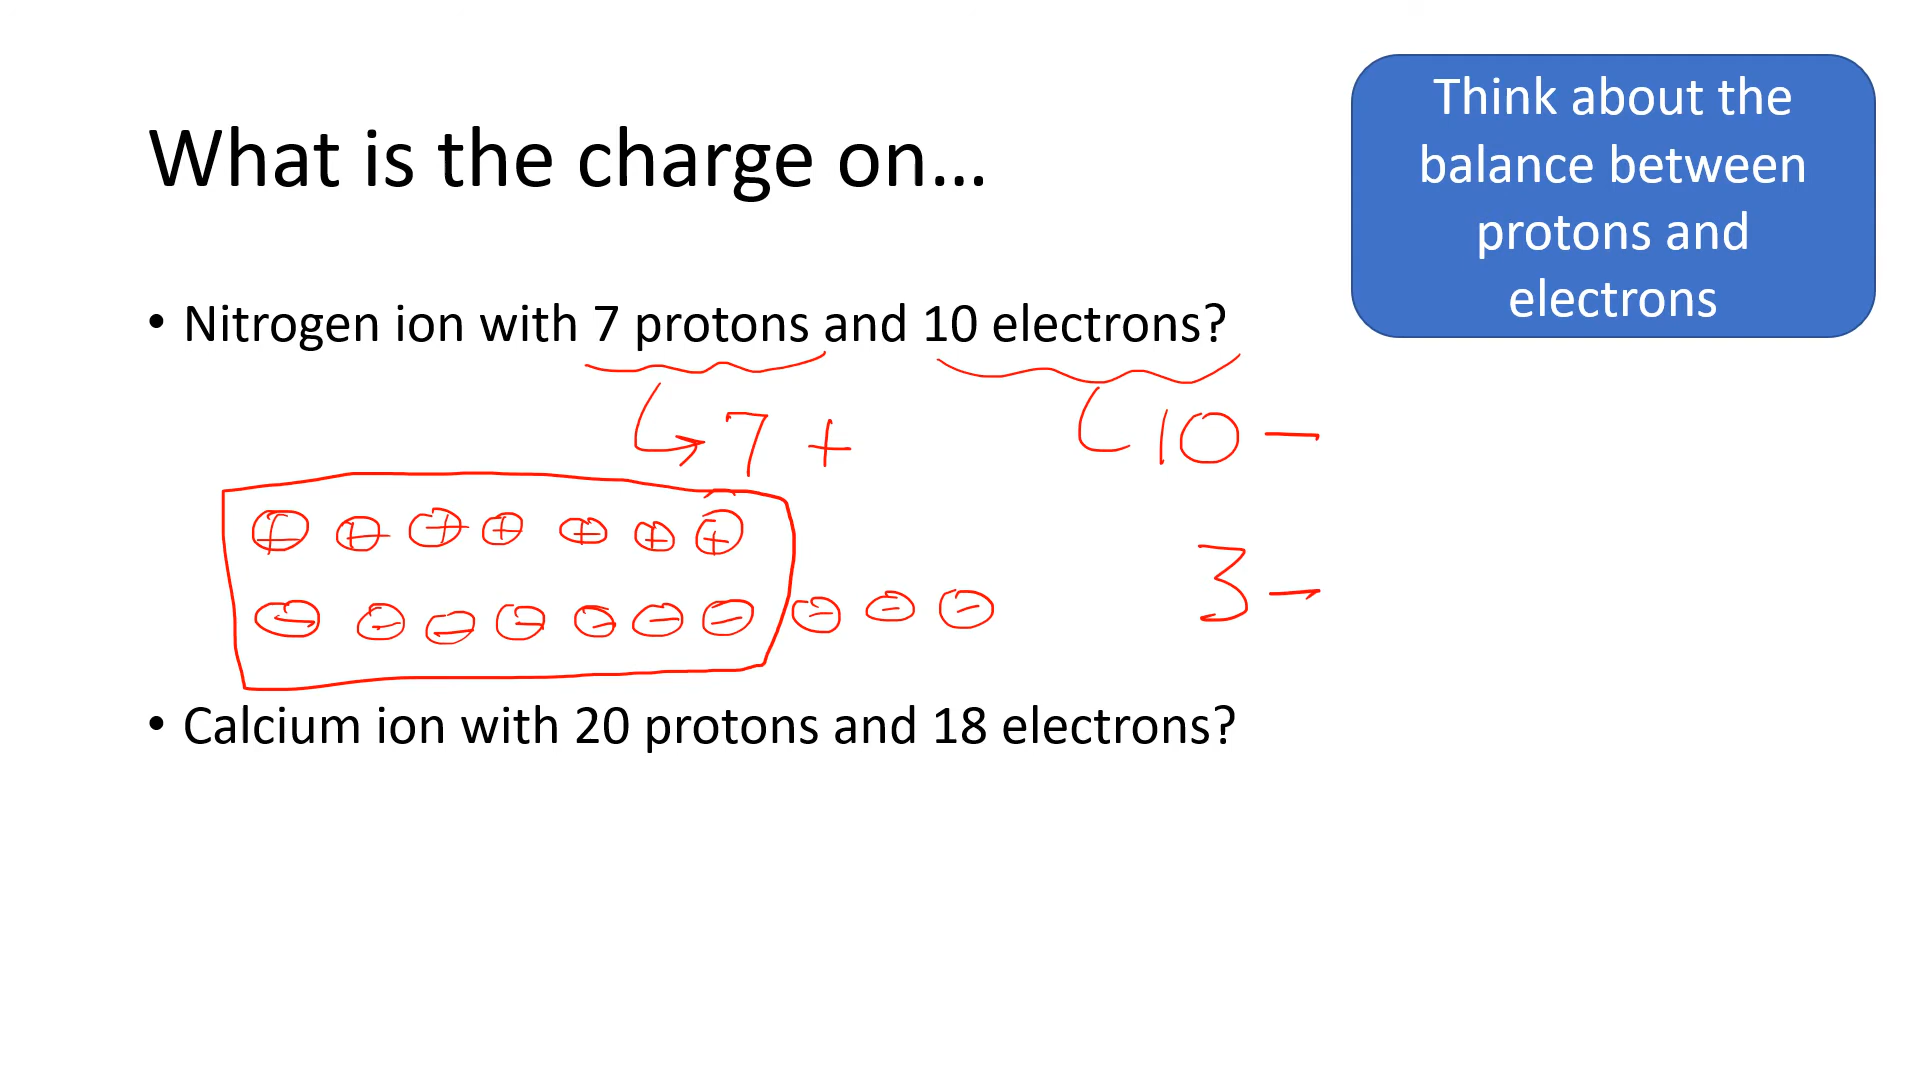 Think about the
balance between
protons and
electrons
What is the charge on...
• Nitrogen ion with 7 protons and 10 electrons?
7 + 10 -
+ + + + + + +
- - - - - - - - - -
3 -
• Calcium ion with 20 protons and 18 electrons?